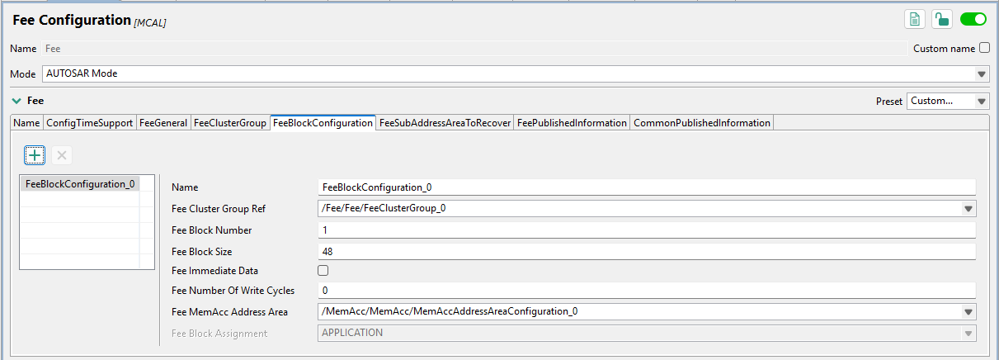 Fee Configuration [MCAL]
Name Fee Custom name
Mode AUTOSAR Mode
Fee Preset Custom...
Name ConfigTimeSupport FeeGeneral FeeClusterGroup FeeBlockConfiguration FeeSubAddressAreaToRecover FeePublishedInformation CommonPublishedInformation
FeeBlockConfiguration_0
Name FeeBlockConfiguration_0
Fee Cluster Group Ref /Fee/Fee/FeeClusterGroup_0
Fee Block Number 1
Fee Block Size 48
Fee Immediate Data
Fee Number Of Write Cycles 0
Fee MemAcc Address Area /MemAcc/MemAcc/MemAccAddressAreaConfiguration_0
Fee Block Assignment APPLICATION